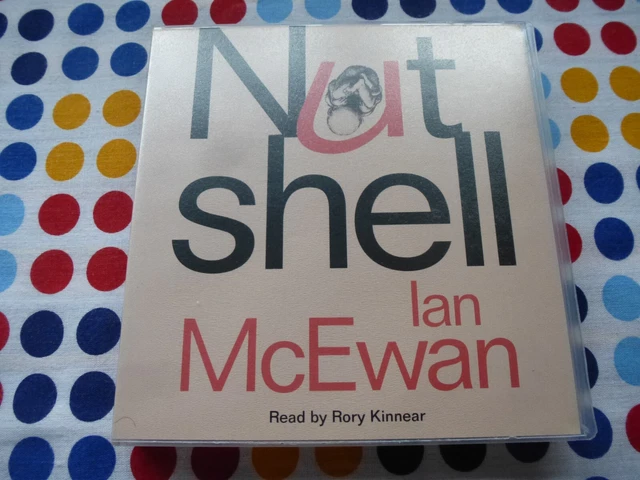 Nut
shell
Ian
McEwan
Read by Rory Kinnear